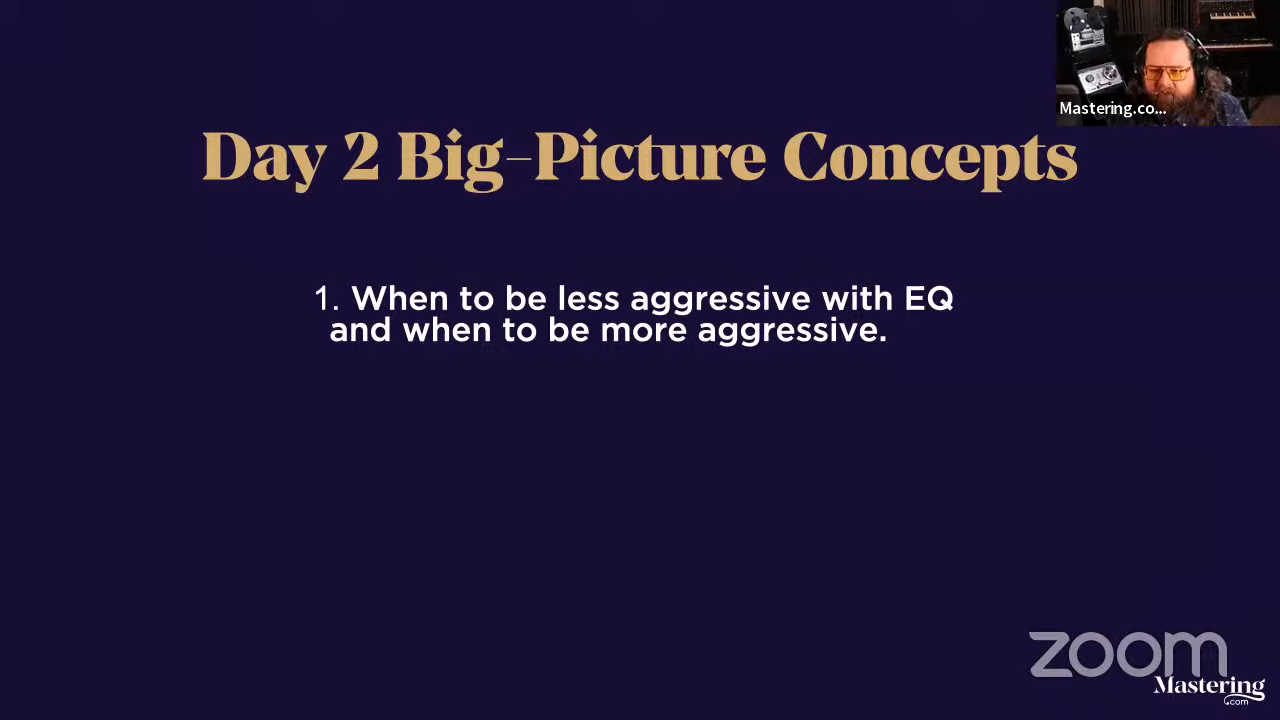 Mastering.co...
Day 2 Big-Picture Concepts
1. When to be less aggressive with EQ
and when to be more aggressive.
zoom
Mastering
.com